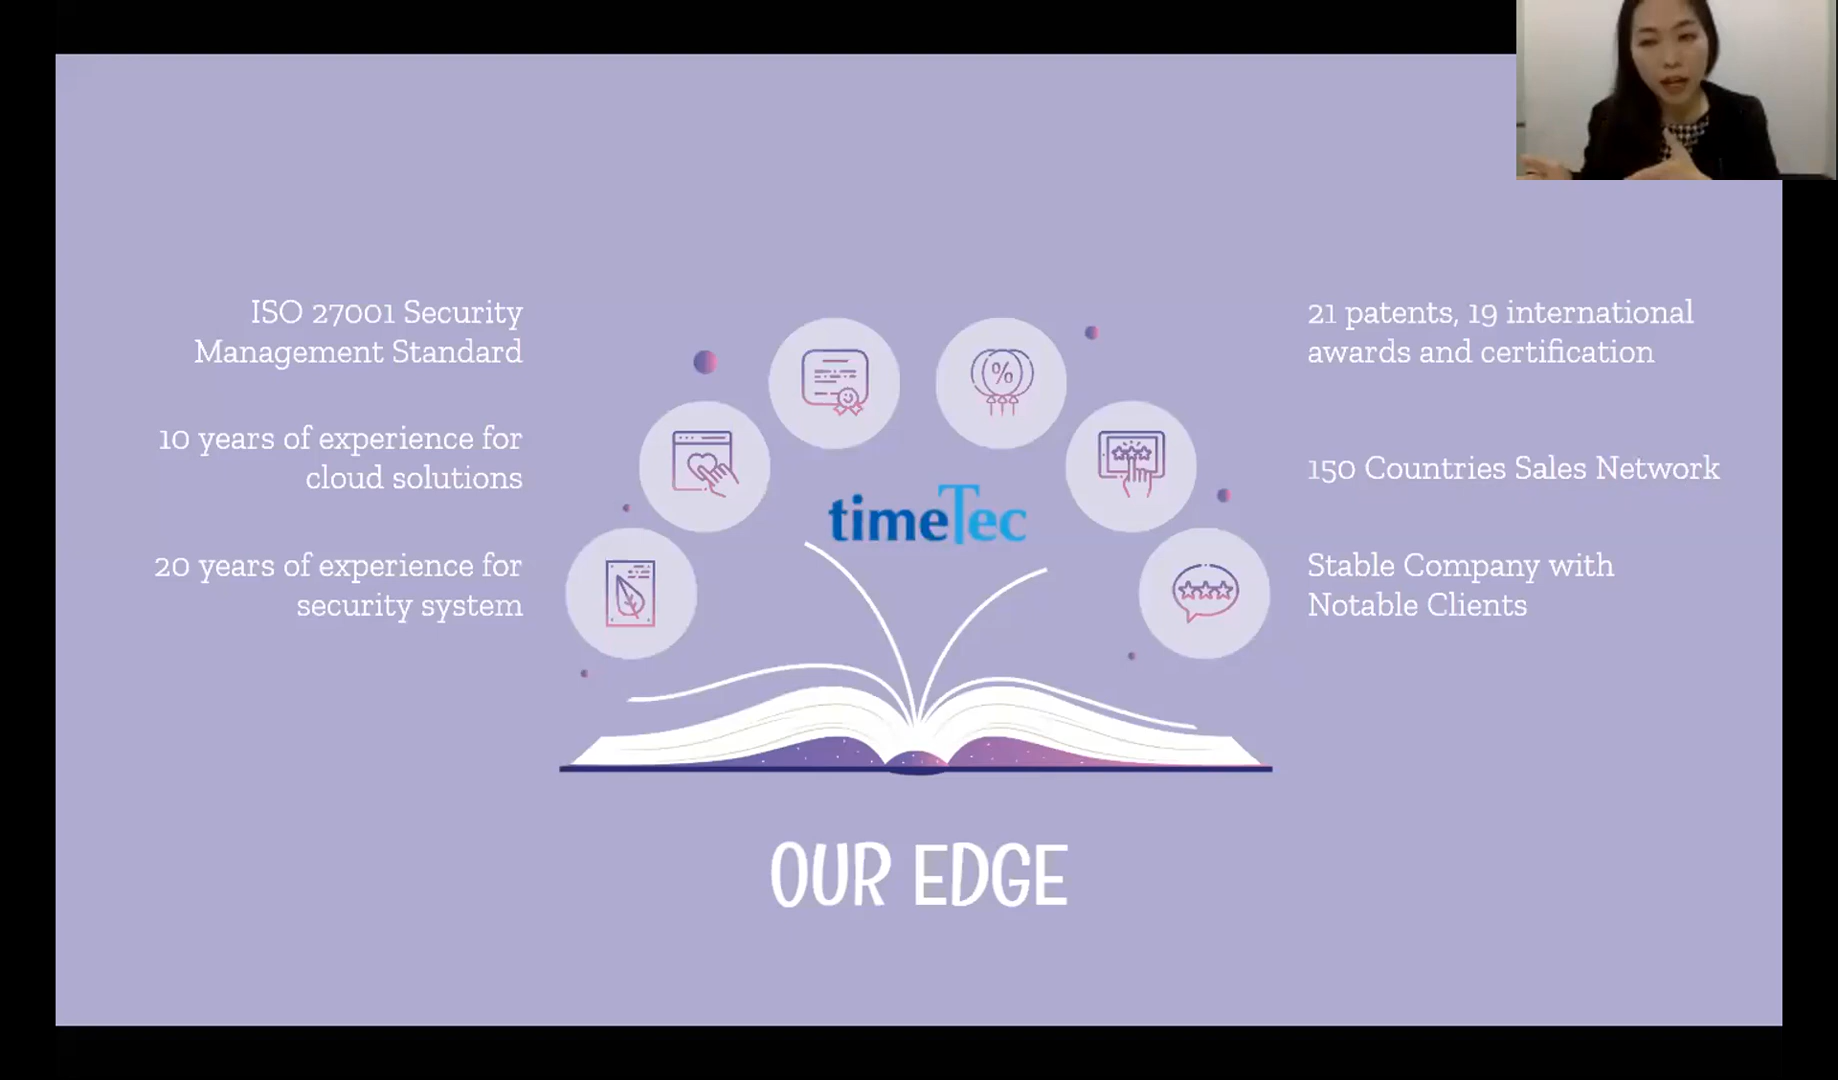 ISO 27001 Security
Management Standard
10 years of experience for
cloud solutions
20 years of experience for
security system
%
timeTec
21 patents, 19 international
awards and certification
150 Countries Sales Network
Stable Company with
Notable Clients
OUR EDGE